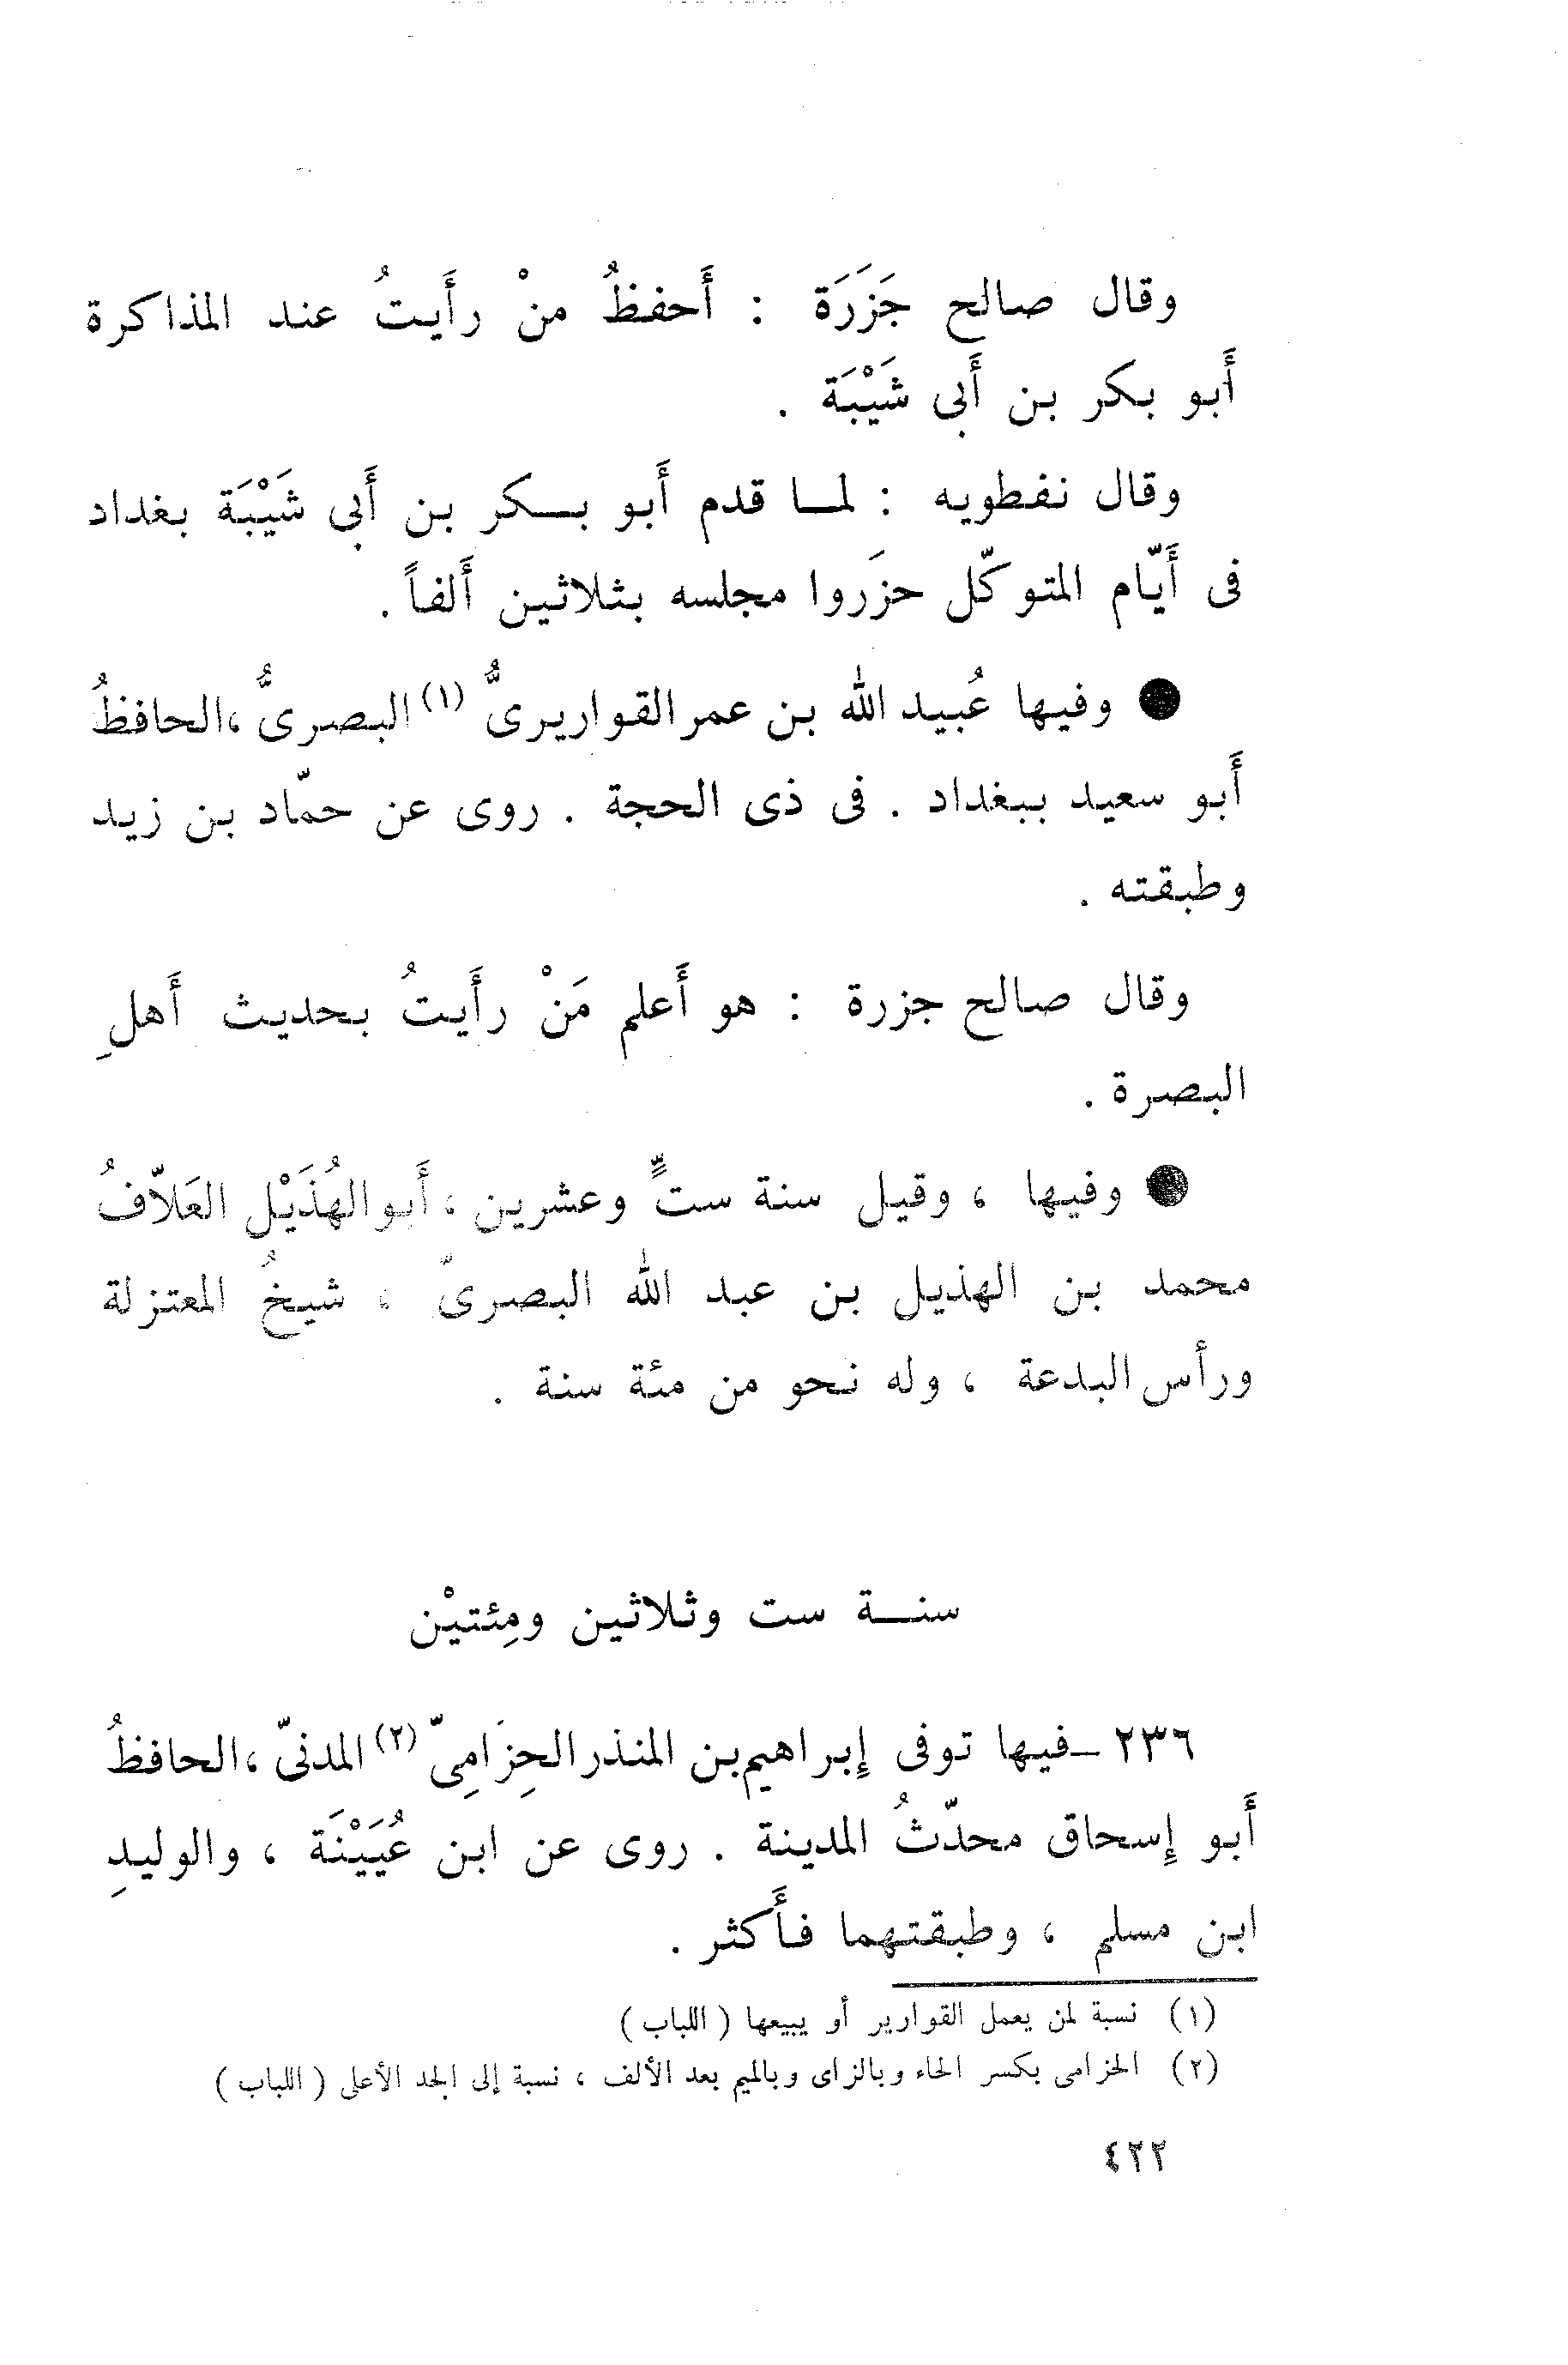 وقال صالح جَزَرَة : أَحفظُ منْ رأَيتُ عند المذاكرة
أَبو بكر بن أَبى شَيْبَة .
وقال نفطويه : لمــا قدم أَبو بــكر بن أَبى شَيْبَة بغداد
فى أَيّام المتوكّل حزَروا مجلسه بثلاثين أَلفاً .
● وفيها عُبيد الله بن عمر القواريرىُّ (١) البصرىُّ ، الحافظُ
أَبو سعيد ببغداد . فى ذى الحجة . روى عن حمّاد بن زيد
وطبقته .
وقال صالح جزرة : هو أَعلم مَنْ رأَيتُ بحديث أَهلِ
البصرة .
● وفيها ، وقيل سنة ستٍّ وعشرين ، أَبو الهُذَيْل العَلاّفُ
محمد بن الهذيل بن عبد الله البصرىّ ، شيخُ المعتزلة
ورأَس البدعة ، وله نحو من مئة سنة .
سنــة ست وثلاثين ومِئتيْن
٢٣٦ – فيها توفى إِبراهيم بن المنذر الحِزَامِىّ (٢) المدنىّ ، الحافظُ
أَبو إِسحاق محدّثُ المدينة . روى عن ابن عُيَيْنَة ، والوليدِ
ابن مسلم ، وطبقتهما فأَكثر .
(١) نسبة لمن يعمل القوارير أو يبيعها ( اللباب )
(٢) الحزامى بكسر الحاء وبالزاى وبالميم بعد الألف ، نسبة إلى الجد الأعلى ( اللباب )
٤٢٢